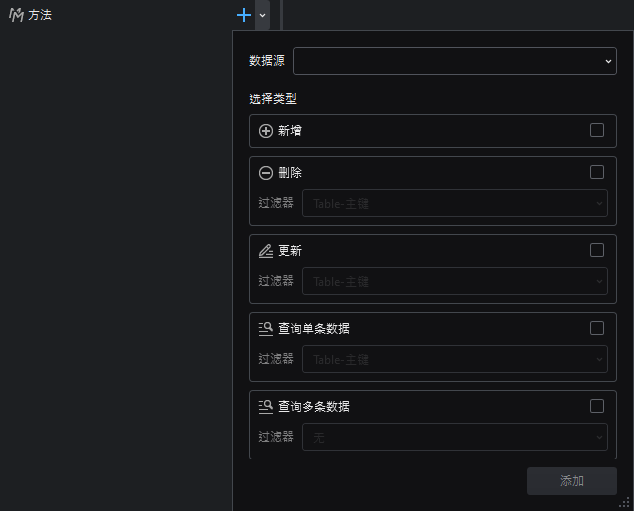 方法
数据源
选择类型
新增
删除
过滤器 Table-主键
更新
过滤器 Table-主键
查询单条数据
过滤器 Table-主键
查询多条数据
过滤器 无
添加